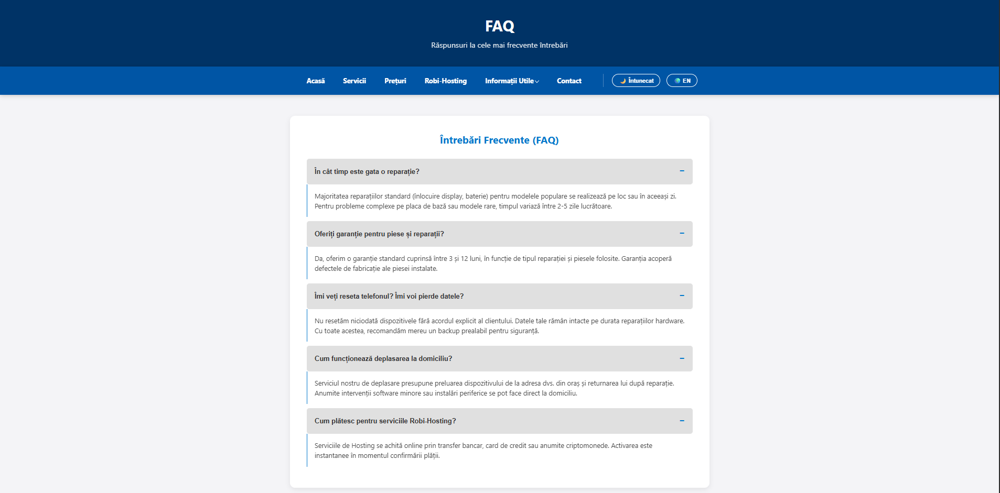 FAQ
Răspunsuri la cele mai frecvente întrebări
Acasă Servicii Prețuri Robi-Hosting Informații Utile Contact Întunecat EN
Întrebări Frecvente (FAQ)
În cât timp este gata o reparație? −
Majoritatea reparațiilor standard (înlocuire display, baterie) pentru modelele populare se realizează pe loc sau în aceeași zi.
Pentru probleme complexe pe placa de bază sau modele rare, timpul variază între 2-5 zile lucrătoare.
Oferiți garanție pentru piese și reparații? −
Da, oferim o garanție standard cuprinsă între 3 și 12 luni, în funcție de tipul reparației și piesele folosite. Garanția acoperă
defectele de fabricație ale piesei instalate.
Îmi veți reseta telefonul? Îmi voi pierde datele? −
Nu resetăm niciodată dispozitivele fără acordul explicit al clientului. Datele tale rămân intacte pe durata reparațiilor hardware.
Cu toate acestea, recomandăm mereu un backup prealabil pentru siguranță.
Cum funcționează deplasarea la domiciliu? −
Serviciul nostru de deplasare presupune preluarea dispozitivului de la adresa dvs. din oraș și returnarea lui după reparație.
Anumite intervenții software minore sau instalări periferice se pot face direct la domiciliu.
Cum plătesc pentru serviciile Robi-Hosting? −
Serviciile de Hosting se achită online prin transfer bancar, card de credit sau anumite criptomonede. Activarea este
instantanee în momentul confirmării plății.